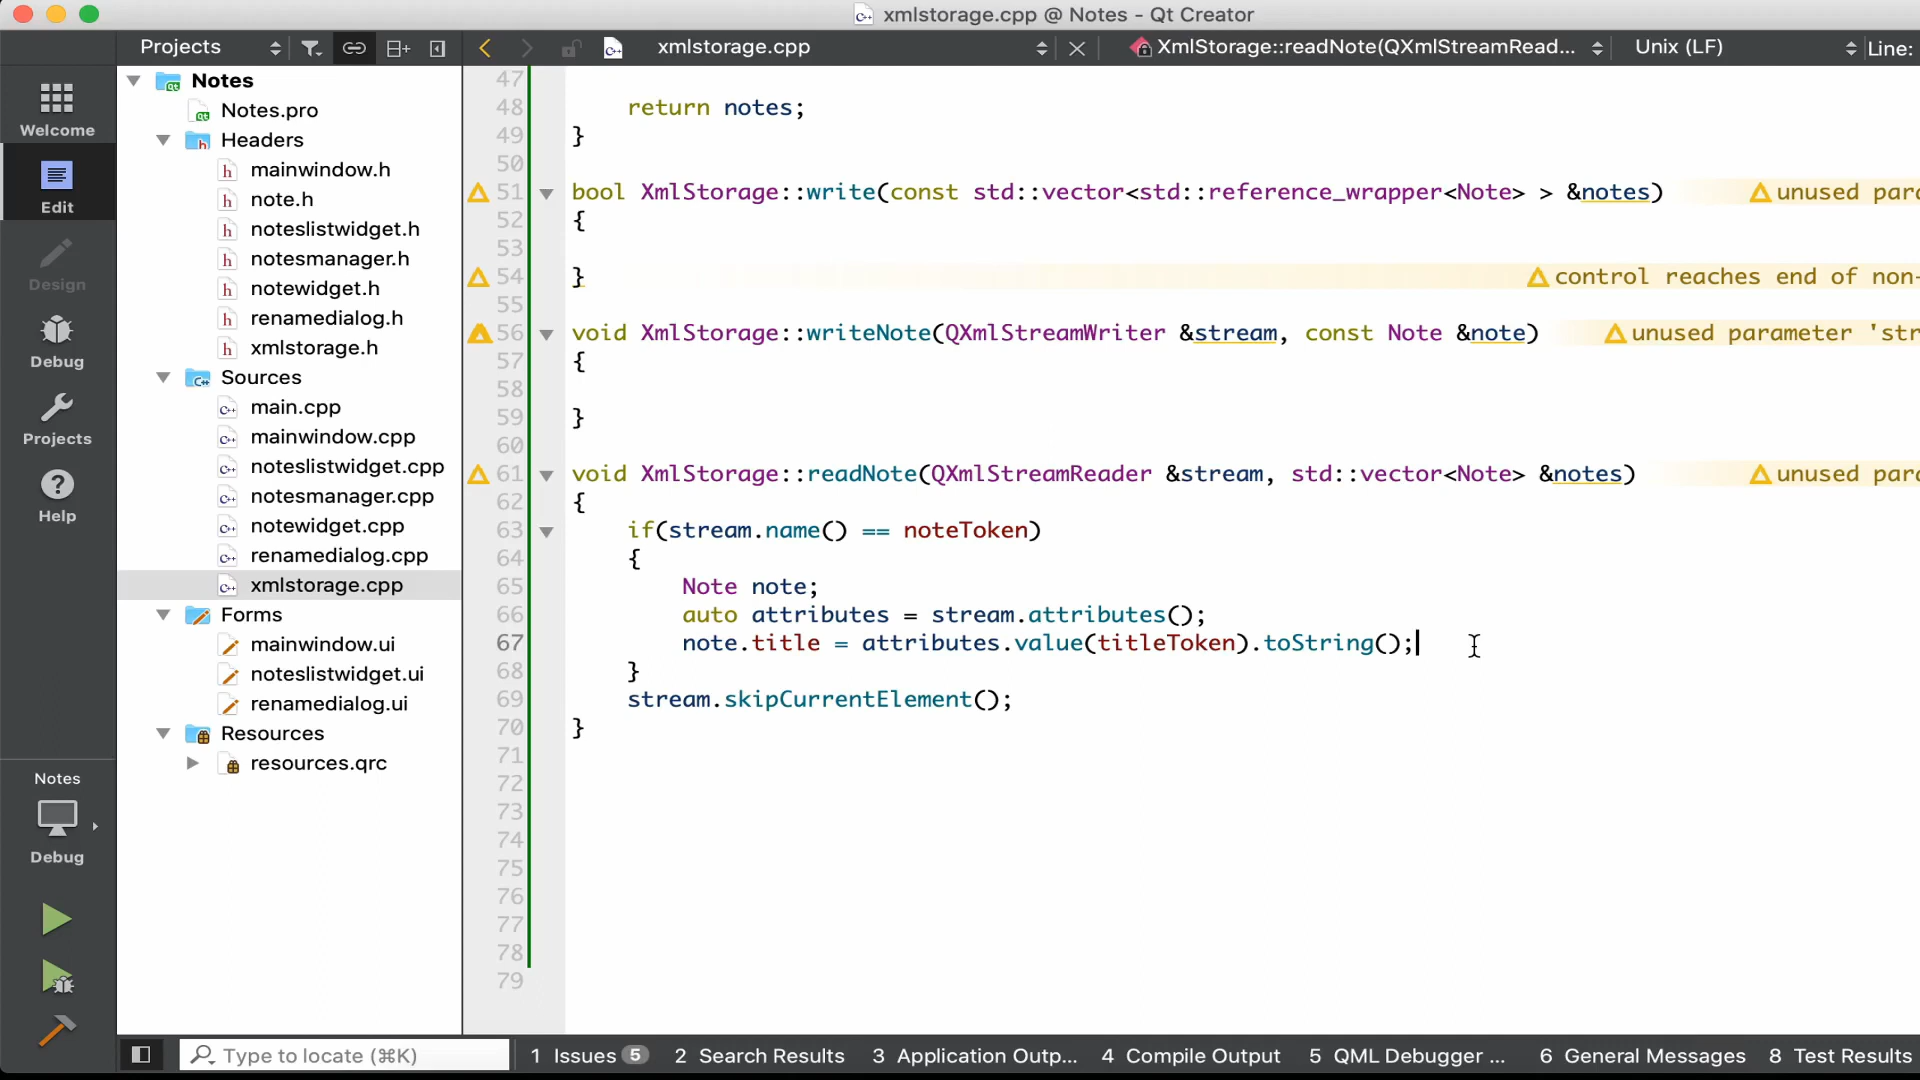 xmlstorage.cpp @ Notes - Qt Creator
Projects
xmlstorage.cpp
XmlStorage::readNote(QXmlStreamRead...
Unix (LF)
Line:
Welcome
Edit
Design
Debug
Projects
Help
Notes
Debug
Notes
Notes.pro
Headers
mainwindow.h
note.h
noteslistwidget.h
notesmanager.h
notewidget.h
renamedialog.h
xmlstorage.h
Sources
main.cpp
mainwindow.cpp
noteslistwidget.cpp
notesmanager.cpp
notewidget.cpp
renamedialog.cpp
xmlstorage.cpp
Forms
mainwindow.ui
noteslistwidget.ui
renamedialog.ui
Resources
resources.qrc
47
48 return notes;
49 }
50
51 bool XmlStorage::write(const std::vector<std::reference_wrapper<Note> > &notes) unused par
52 {
53
54 } control reaches end of non-
55
56 void XmlStorage::writeNote(QXmlStreamWriter &stream, const Note &note) unused parameter 'str
57 {
58
59 }
60
61 void XmlStorage::readNote(QXmlStreamReader &stream, std::vector<Note> &notes) unused par
62 {
63 if(stream.name() == noteToken)
64 {
65 Note note;
66 auto attributes = stream.attributes();
67 note.title = attributes.value(titleToken).toString();
68 }
69 stream.skipCurrentElement();
70 }
71
72
73
74
75
76
77
78
79
Type to locate (⌘K)
1 Issues 5
2 Search Results
3 Application Outp...
4 Compile Output
5 QML Debugger ...
6 General Messages
8 Test Results